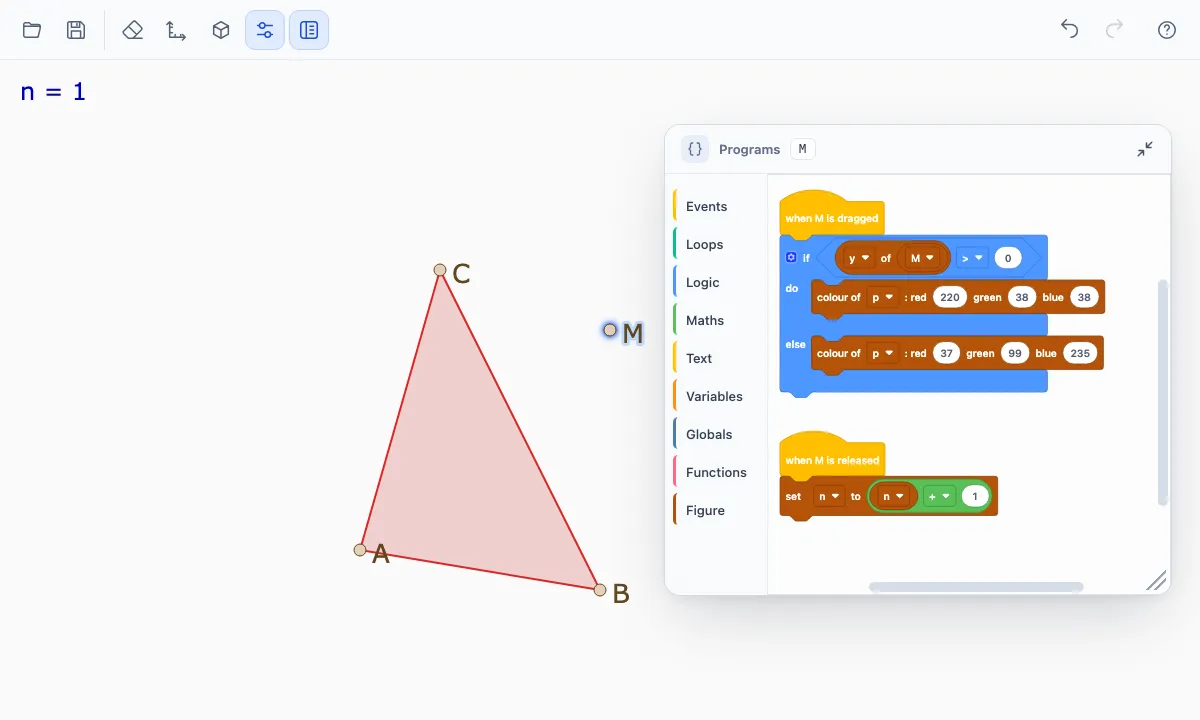 n = 1
{} Programs M
Events
Loops
Logic
Maths
Text
Variables
Globals
Functions
Figure
when M is dragged
if y of M > 0
do colour of p : red 220 green 38 blue 38
else colour of p : red 37 green 99 blue 235
when M is released
set n to n + 1
C
M
A
B